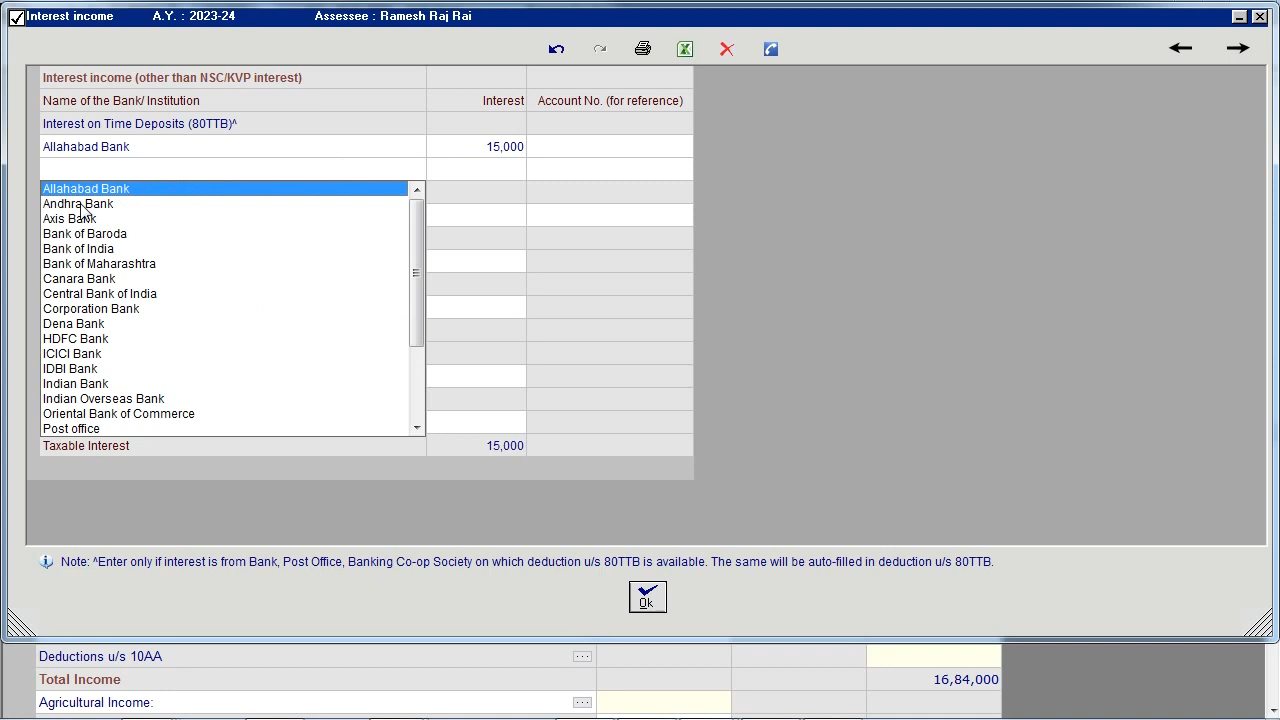 Interest income A.Y. : 2023-24 Assessee : Ramesh Raj Rai
Interest income (other than NSC/KVP interest)
Name of the Bank/ Institution Interest Account No. (for reference)
Interest on Time Deposits (80TTB)^
Allahabad Bank 15,000
Allahabad Bank
Andhra Bank
Axis Bank
Bank of Baroda
Bank of India
Bank of Maharashtra
Canara Bank
Central Bank of India
Corporation Bank
Dena Bank
HDFC Bank
ICICI Bank
IDBI Bank
Indian Bank
Indian Overseas Bank
Oriental Bank of Commerce
Post office
Taxable Interest 15,000
Note: ^Enter only if interest is from Bank, Post Office, Banking Co-op Society on which deduction u/s 80TTB is available. The same will be auto-filled in deduction u/s 80TTB.
Ok
Deductions u/s 10AA ...
Total Income 16,84,000
Agricultural Income: ...